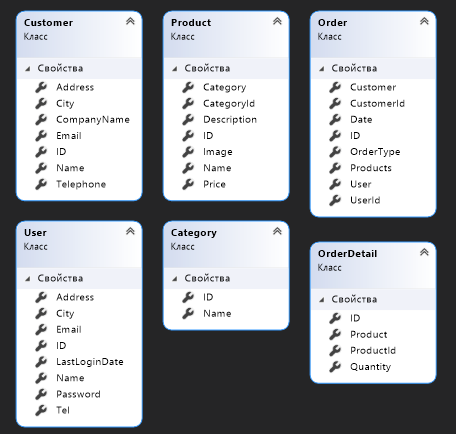 Customer
Класс
Свойства
Address
City
CompanyName
Email
ID
Name
Telephone
Product
Класс
Свойства
Category
CategoryId
Description
ID
Image
Name
Price
Order
Класс
Свойства
Customer
CustomerId
Date
ID
OrderType
Products
User
UserId
User
Класс
Свойства
Address
City
Email
ID
LastLoginDate
Name
Password
Tel
Category
Класс
Свойства
ID
Name
OrderDetail
Класс
Свойства
ID
Product
ProductId
Quantity